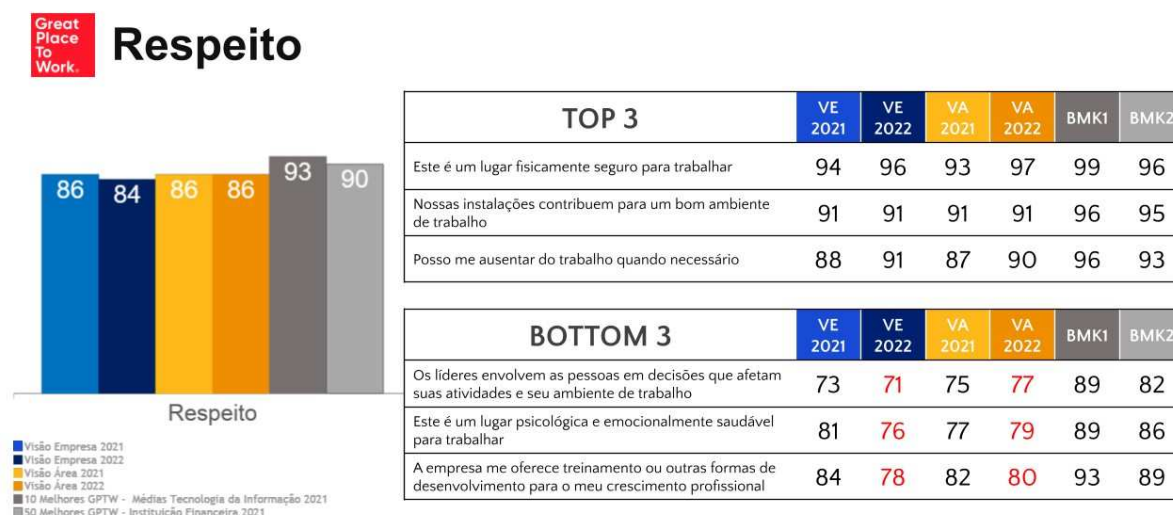 Great
Place
To
Work.
Respeito
86 84 86 86 93 90
Respeito
Visão Empresa 2021
Visão Empresa 2022
Visão Área 2021
Visão Área 2022
10 Melhores GPTW - Médias Tecnologia da Informação 2021
50 Melhores GPTW - Instituição Financeira 2021
TOP 3 VE 2021 VE 2022 VA 2021 VA 2022 BMK1 BMK2
Este é um lugar fisicamente seguro para trabalhar 94 96 93 97 99 96
Nossas instalações contribuem para um bom ambiente
de trabalho 91 91 91 91 96 95
Posso me ausentar do trabalho quando necessário 88 91 87 90 96 93
BOTTOM 3 VE 2021 VE 2022 VA 2021 VA 2022 BMK1 BMK2
Os líderes envolvem as pessoas em decisões que afetam
suas atividades e seu ambiente de trabalho 73 71 75 77 89 82
Este é um lugar psicológica e emocionalmente saudável
para trabalhar 81 76 77 79 89 86
A empresa me oferece treinamento ou outras formas de
desenvolvimento para o meu crescimento profissional 84 78 82 80 93 89